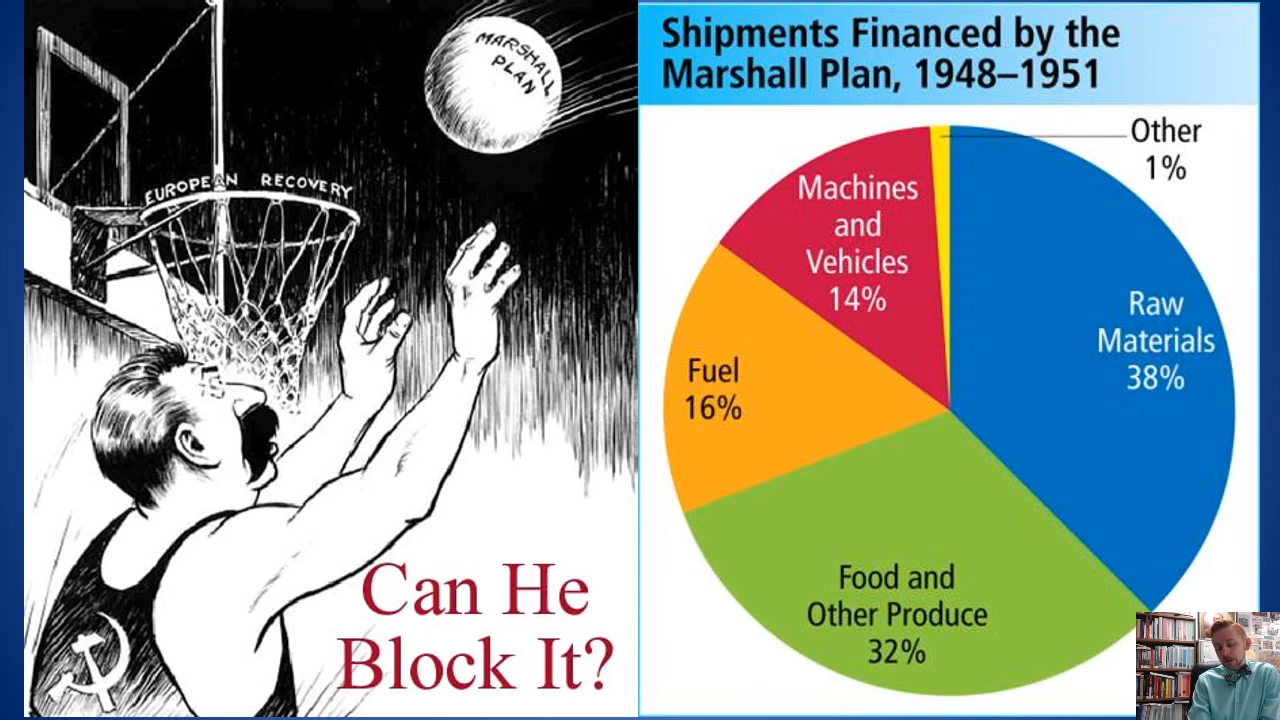 MARSHALL
PLAN
EUROPEAN RECOVERY
Can He
Block It?
Shipments Financed by the
Marshall Plan, 1948–1951
Other
1%
Machines
and
Vehicles
14%
Raw
Materials
38%
Fuel
16%
Food and
Other Produce
32%